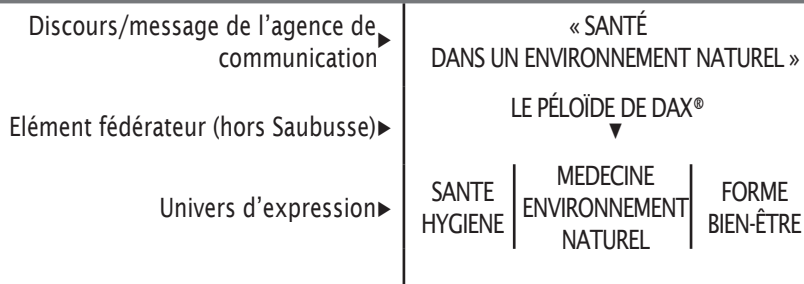 Discours/message de l'agence de▶
communication
« SANTÉ
DANS UN ENVIRONNEMENT NATUREL »
Elément fédérateur (hors Saubusse)▶
LE PÉLOÏDE DE DAX®
▼
Univers d'expression▶
SANTE
HYGIENE
MEDECINE
ENVIRONNEMENT
NATUREL
FORME
BIEN-ÊTRE